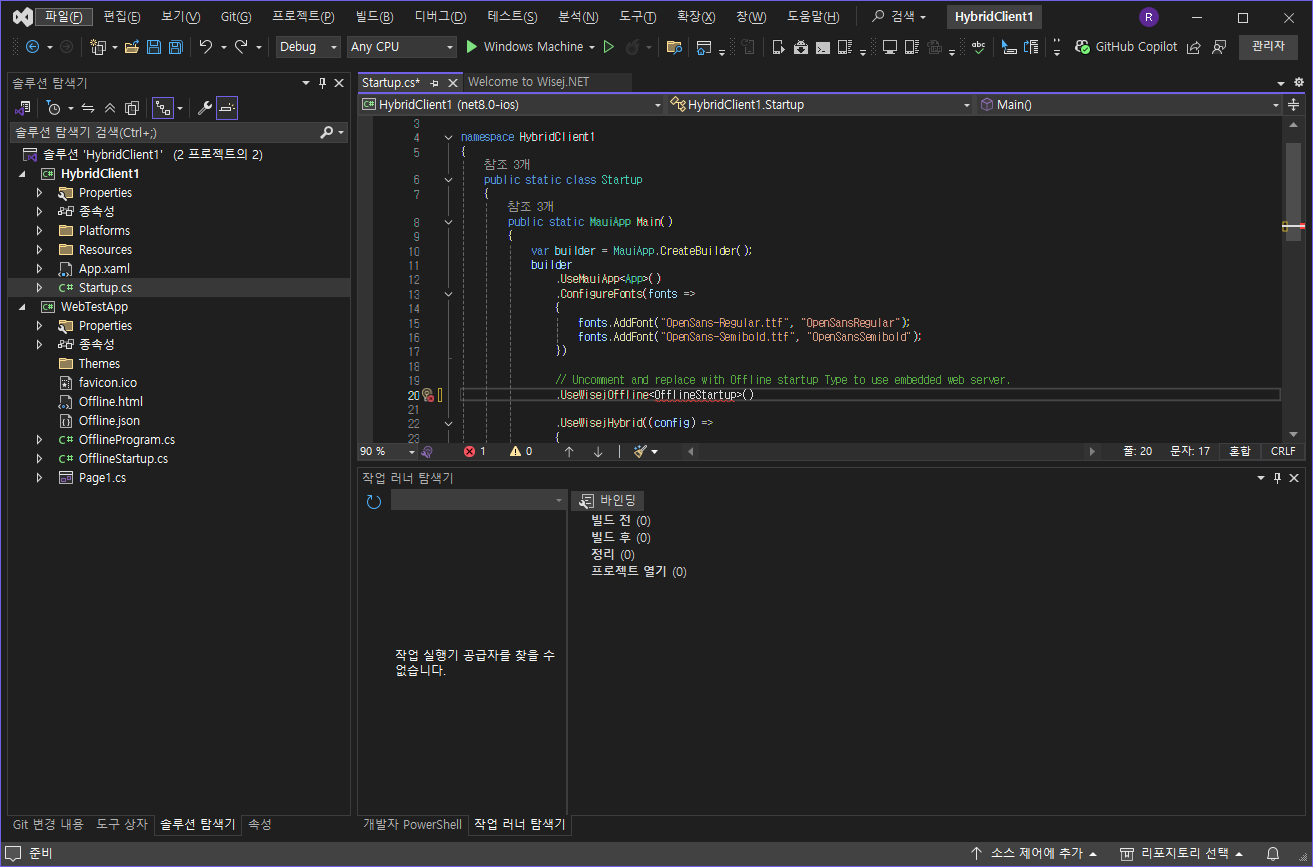 파일(F) 편집(E) 보기(V) Git(G) 프로젝트(P) 빌드(B) 디버그(D) 테스트(S) 분석(N) 도구(T) 확장(X) 창(W) 도움말(H) 검색 HybridClient1 R
Debug Any CPU Windows Machine abc GitHub Copilot 관리자
솔루션 탐색기
솔루션 탐색기 검색(Ctrl+;)
솔루션 'HybridClient1' (2 프로젝트의 2)
C# HybridClient1
Properties
종속성
Platforms
Resources
App.xaml
C# Startup.cs
C# WebTestApp
Properties
종속성
Themes
favicon.ico
Offline.html
Offline.json
C# OfflineProgram.cs
C# OfflineStartup.cs
Page1.cs
Git 변경 내용 도구 상자 솔루션 탐색기 속성
Startup.cs* Welcome to Wisej.NET
C# HybridClient1 (net8.0-ios) HybridClient1.Startup Main()
3
4 namespace HybridClient1
5 {
참조 3개
6 public static class Startup
7 {
참조 3개
8 public static MauiApp Main()
9 {
10 var builder = MauiApp.CreateBuilder();
11 builder
12 .UseMauiApp<App>()
13 .ConfigureFonts(fonts =>
14 {
15 fonts.AddFont("OpenSans-Regular.ttf", "OpenSansRegular");
16 fonts.AddFont("OpenSans-Semibold.ttf", "OpenSansSemibold");
17 })
18
19 // Uncomment and replace with Offline startup Type to use embedded web server.
20 .UseWisejOffline<OfflineStartup>()
21
22 .UseWisejHybrid((config) =>
23 {
90 % 1 0 줄: 20 문자: 17 혼합 CRLF
작업 러너 탐색기
바인딩
빌드 전 (0)
빌드 후 (0)
정리 (0)
프로젝트 열기 (0)
작업 실행기 공급자를 찾을 수
없습니다.
개발자 PowerShell 작업 러너 탐색기
준비 소스 제어에 추가 리포지토리 선택